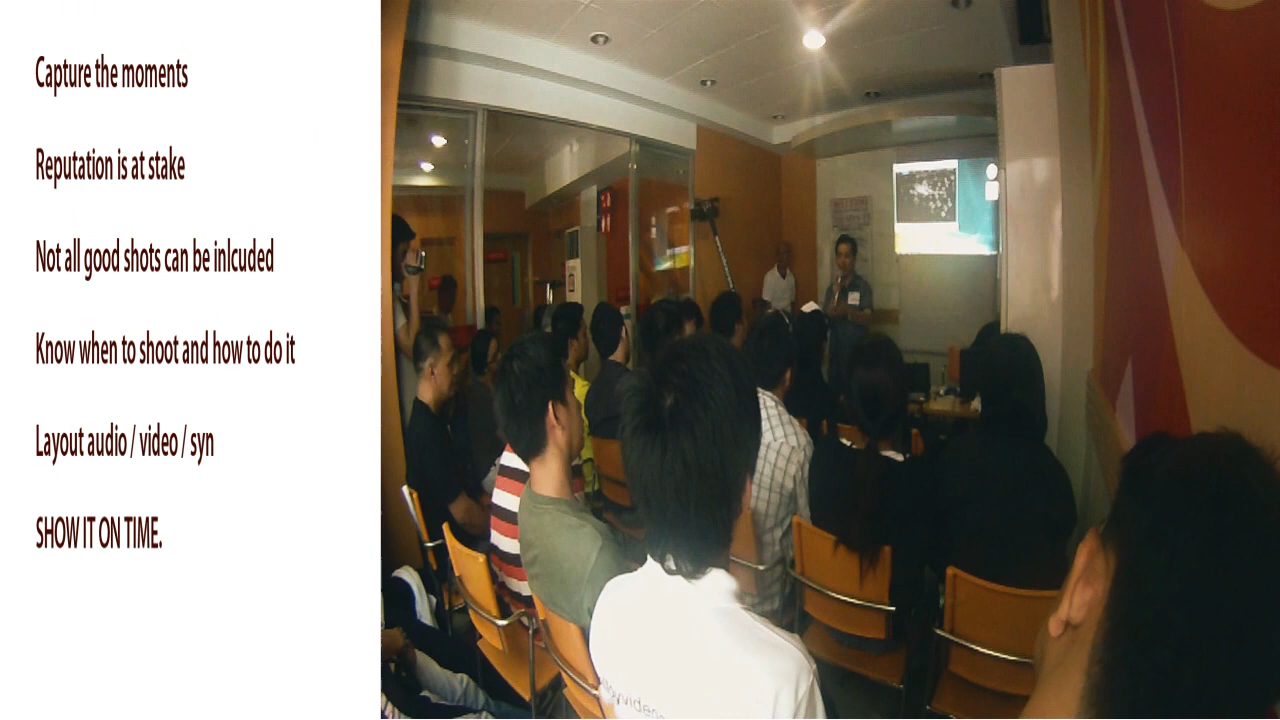 Capture the moments
Reputation is at stake
Not all good shots can be inlcuded
Know when to shoot and how to do it
Layout audio / video / syn
SHOW IT ON TIME.